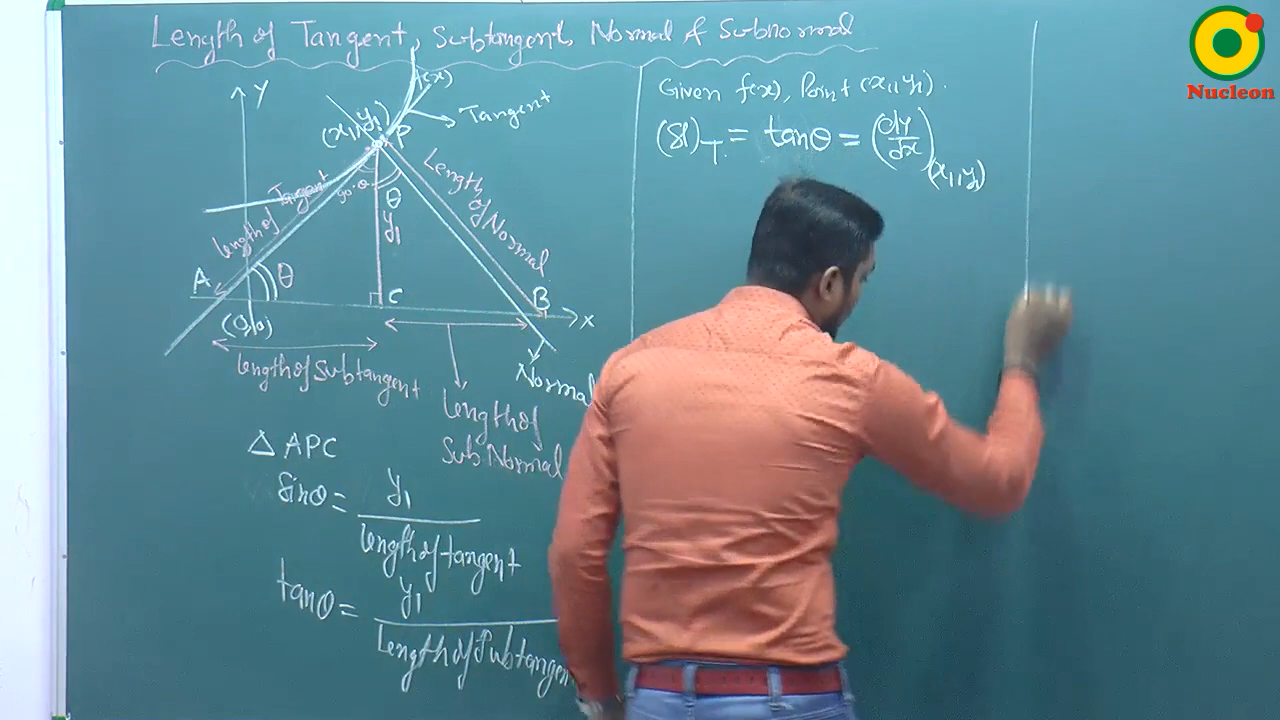 Length of Tangent, Subtangent, Normal & Subnormal
Y
f(x)
Tangent
(x1, y1)
P
Length of Tangent
90-θ
θ
y1
Length of Normal
A
θ
C
B
X
(0,0)
length of Subtangent
Normal
length of
Sub Normal
Δ APC
Sinθ = y1
length of tangent
tanθ = y1
length of Subtangen
Given f(x), Point (x1, y1).
(Sl)T = tanθ = (dy/dx)(x1, y1)
Nucleon